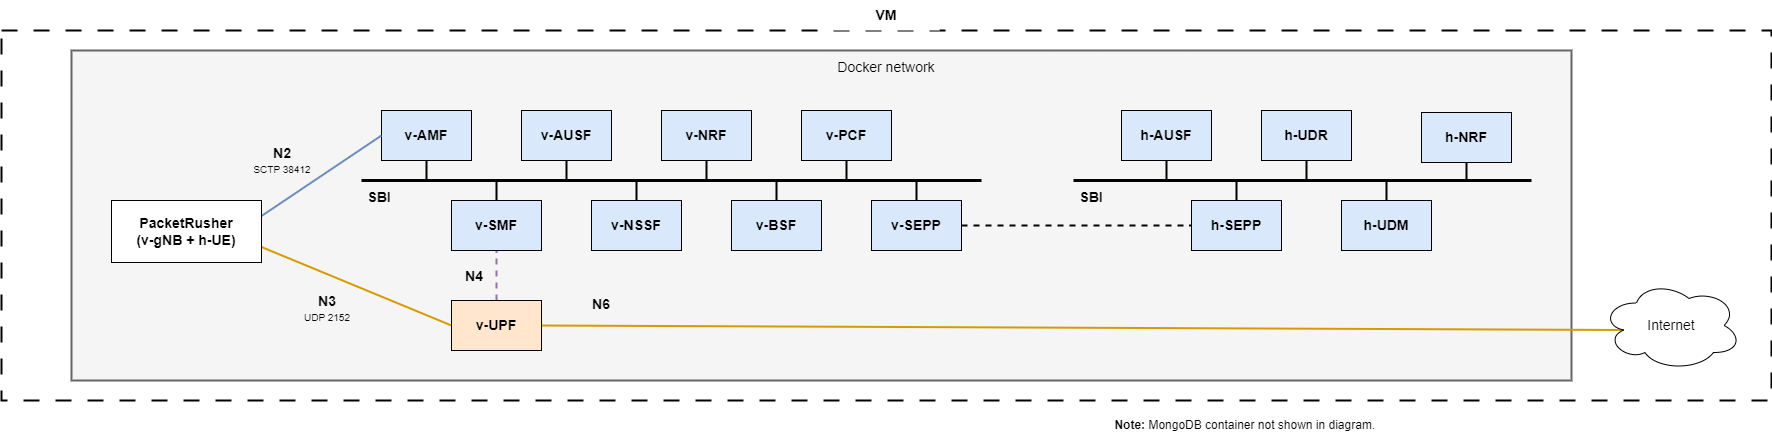 VM
Docker network
v-AMF
v-AUSF
v-NRF
v-PCF
h-AUSF
h-UDR
h-NRF
N2
SCTP 38412
SBI
SBI
PacketRusher
(v-gNB + h-UE)
v-SMF
v-NSSF
v-BSF
v-SEPP
h-SEPP
h-UDM
N4
N3
UDP 2152
N6
v-UPF
Internet
Note: MongoDB container not shown in diagram.